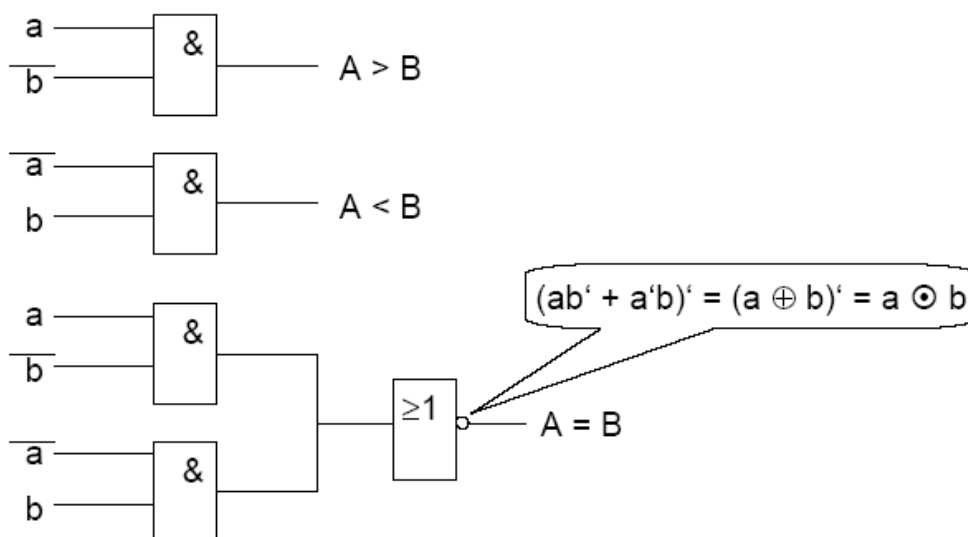 a
&
b̅
A > B
a̅
&
b
A < B
(ab‘ + a‘b)‘ = (a ⊕ b)‘ = a ⊙ b
a
&
b̅
≥1
A = B
a̅
&
b